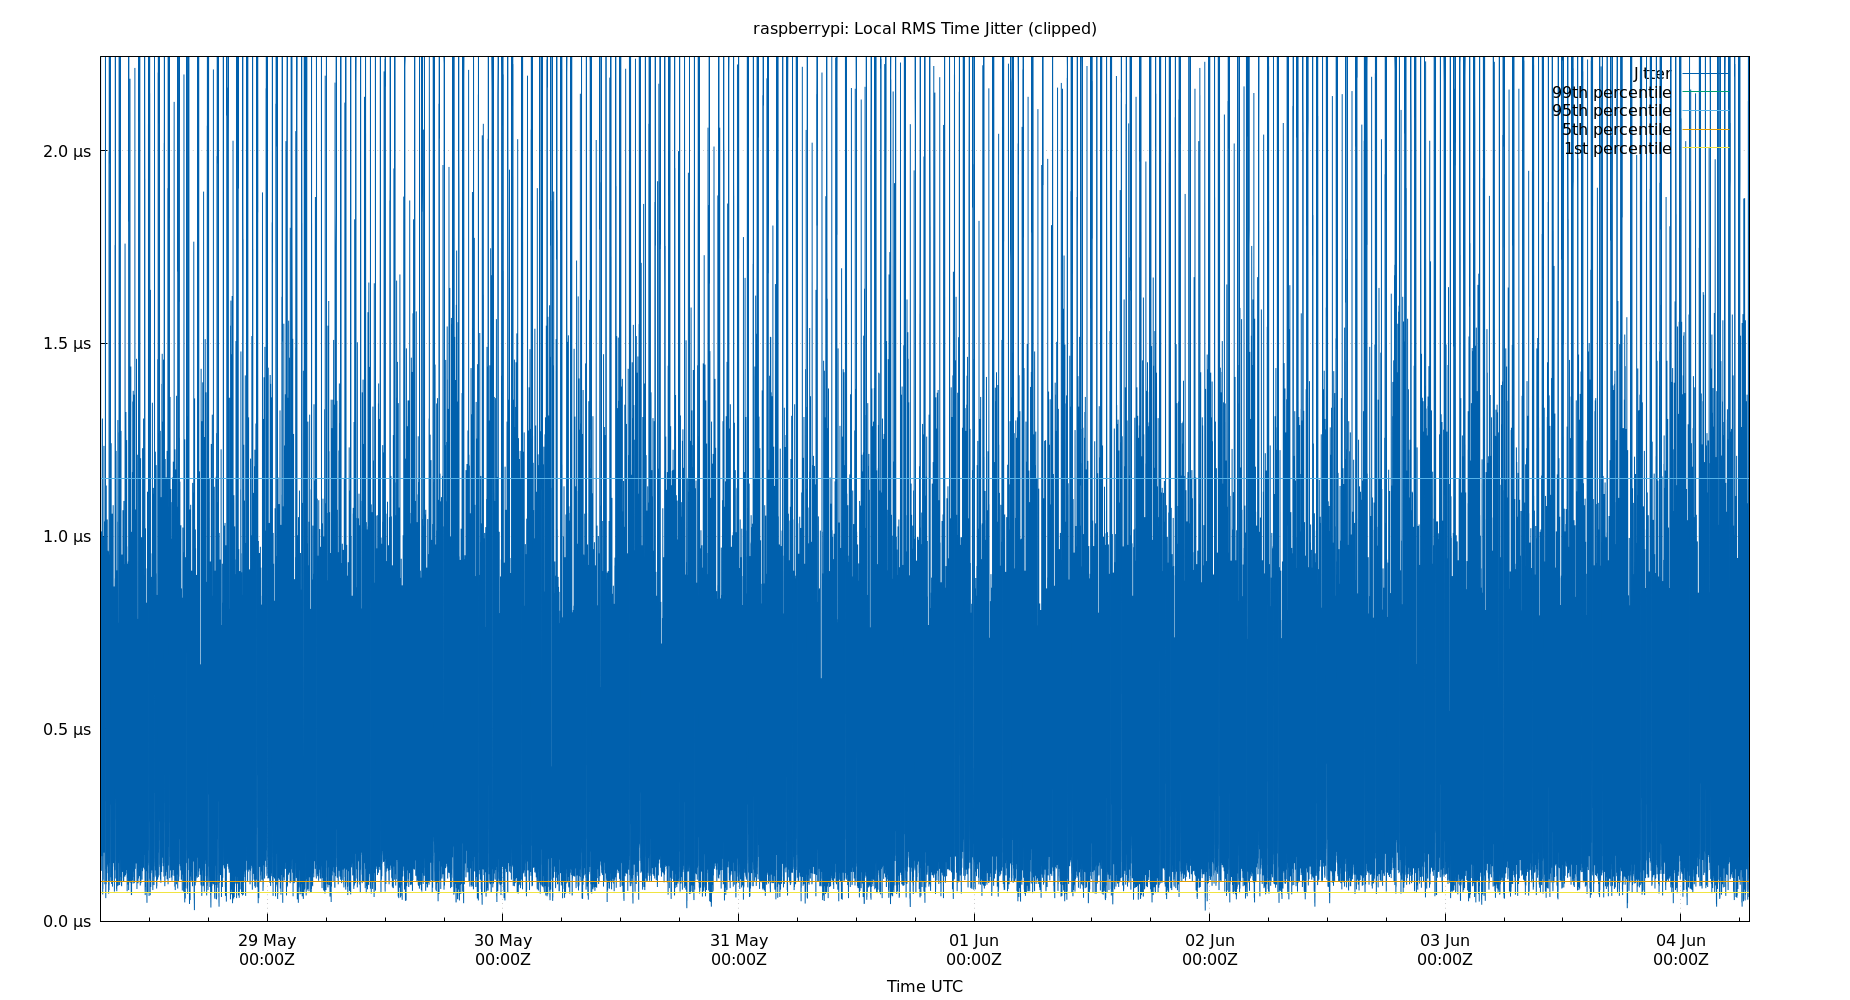 raspberrypi: Local RMS Time Jitter (clipped)
Jitter
99th percentile
95th percentile
5th percentile
1st percentile
2.0 µs
1.5 µs
1.0 µs
0.5 µs
0.0 µs
29 May 30 May 31 May 01 Jun 02 Jun 03 Jun 04 Jun
00:00Z 00:00Z 00:00Z 00:00Z 00:00Z 00:00Z 00:00Z
Time UTC